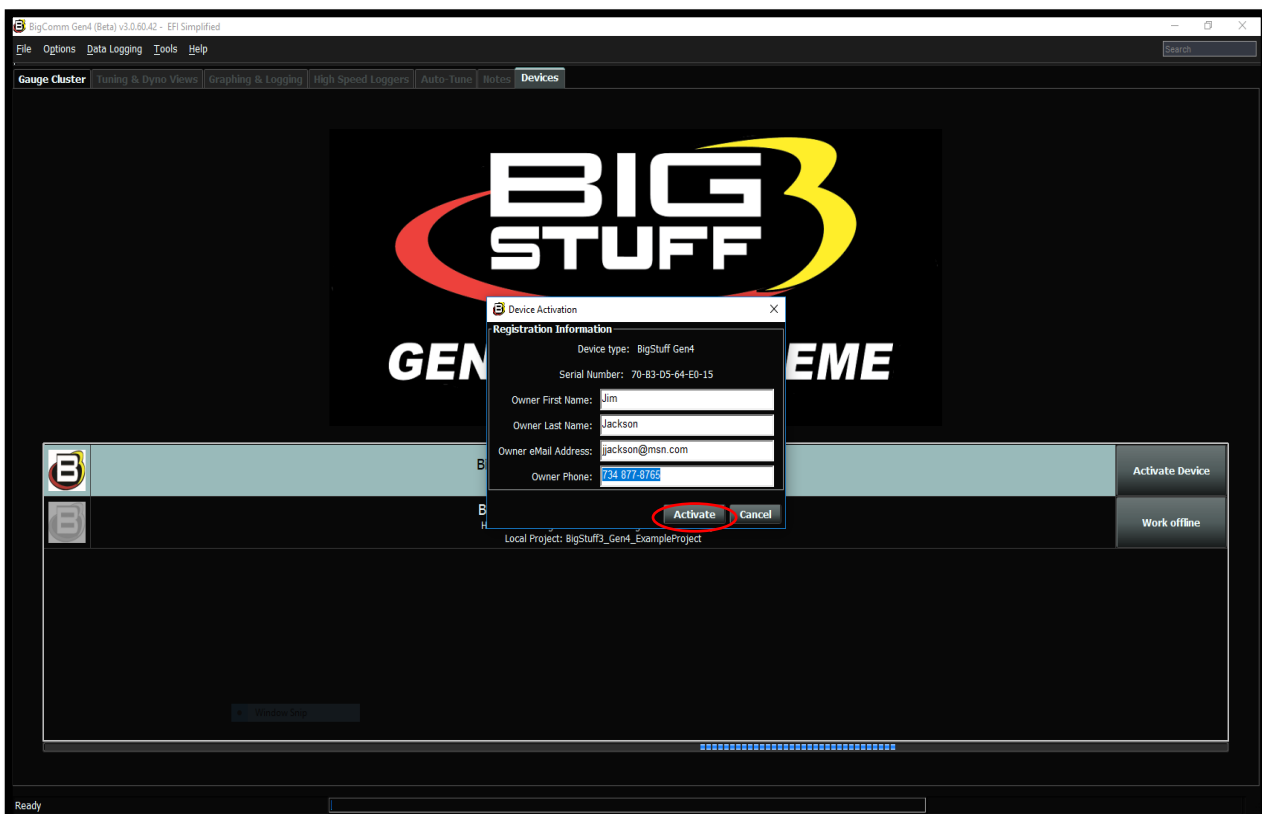 BigComm Gen4 (Beta) v3.0.60.42 - EFI Simplified
File Options Data Logging Tools Help
Search
Gauge Cluster Tuning & Dyno Views Graphing & Logging High Speed Loggers Auto-Tune Notes Devices
BIG
STUFF
3
GEN
EME
Device Activation
Registration Information
Device type: BigStuff Gen4
Serial Number: 70-B3-D5-64-E0-15
Owner First Name: Jim
Owner Last Name: Jackson
Owner eMail Address: jjackson@msn.com
Owner Phone: 734 877-8765
Activate Cancel
Activate Device
Work offline
Local Project: BigStuff3_Gen4_ExampleProject
Window Snip
Ready